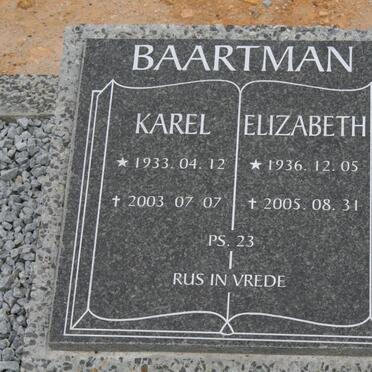 BAARTMAN
KAREL ELIZABETH
★ 1933. 04. 12 ★ 1936. 12. 05
✝ 2003. 07 07 ✝ 2005. 08. 31
PS. 23
RUS IN VREDE